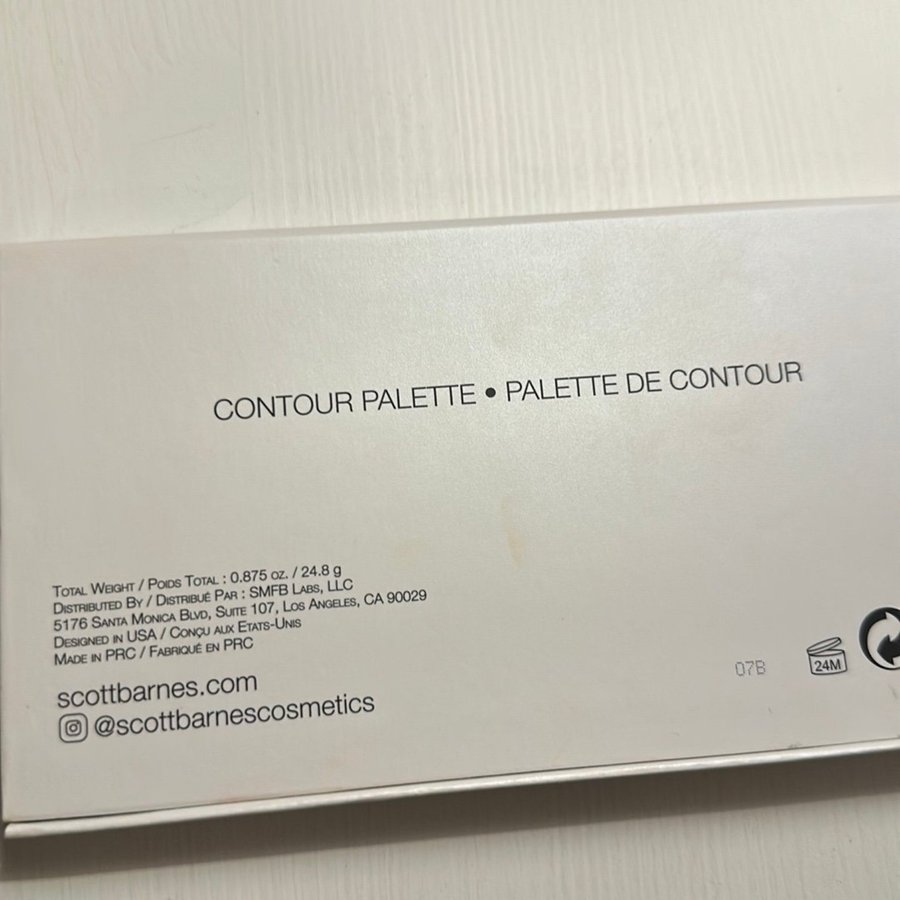 CONTOUR PALETTE • PALETTE DE CONTOUR
TOTAL WEIGHT / POIDS TOTAL : 0.875 OZ. / 24.8 g
DISTRIBUTED BY / DISTRIBUÉ PAR : SMFB LABS, LLC
5176 SANTA MONICA BLVD, SUITE 107, LOS ANGELES, CA 90029
DESIGNED IN USA / CONÇU AUX ETATS-UNIS
MADE IN PRC / FABRIQUÉ EN PRC
scottbarnes.com
@scottbarnescosmetics
07B
24M